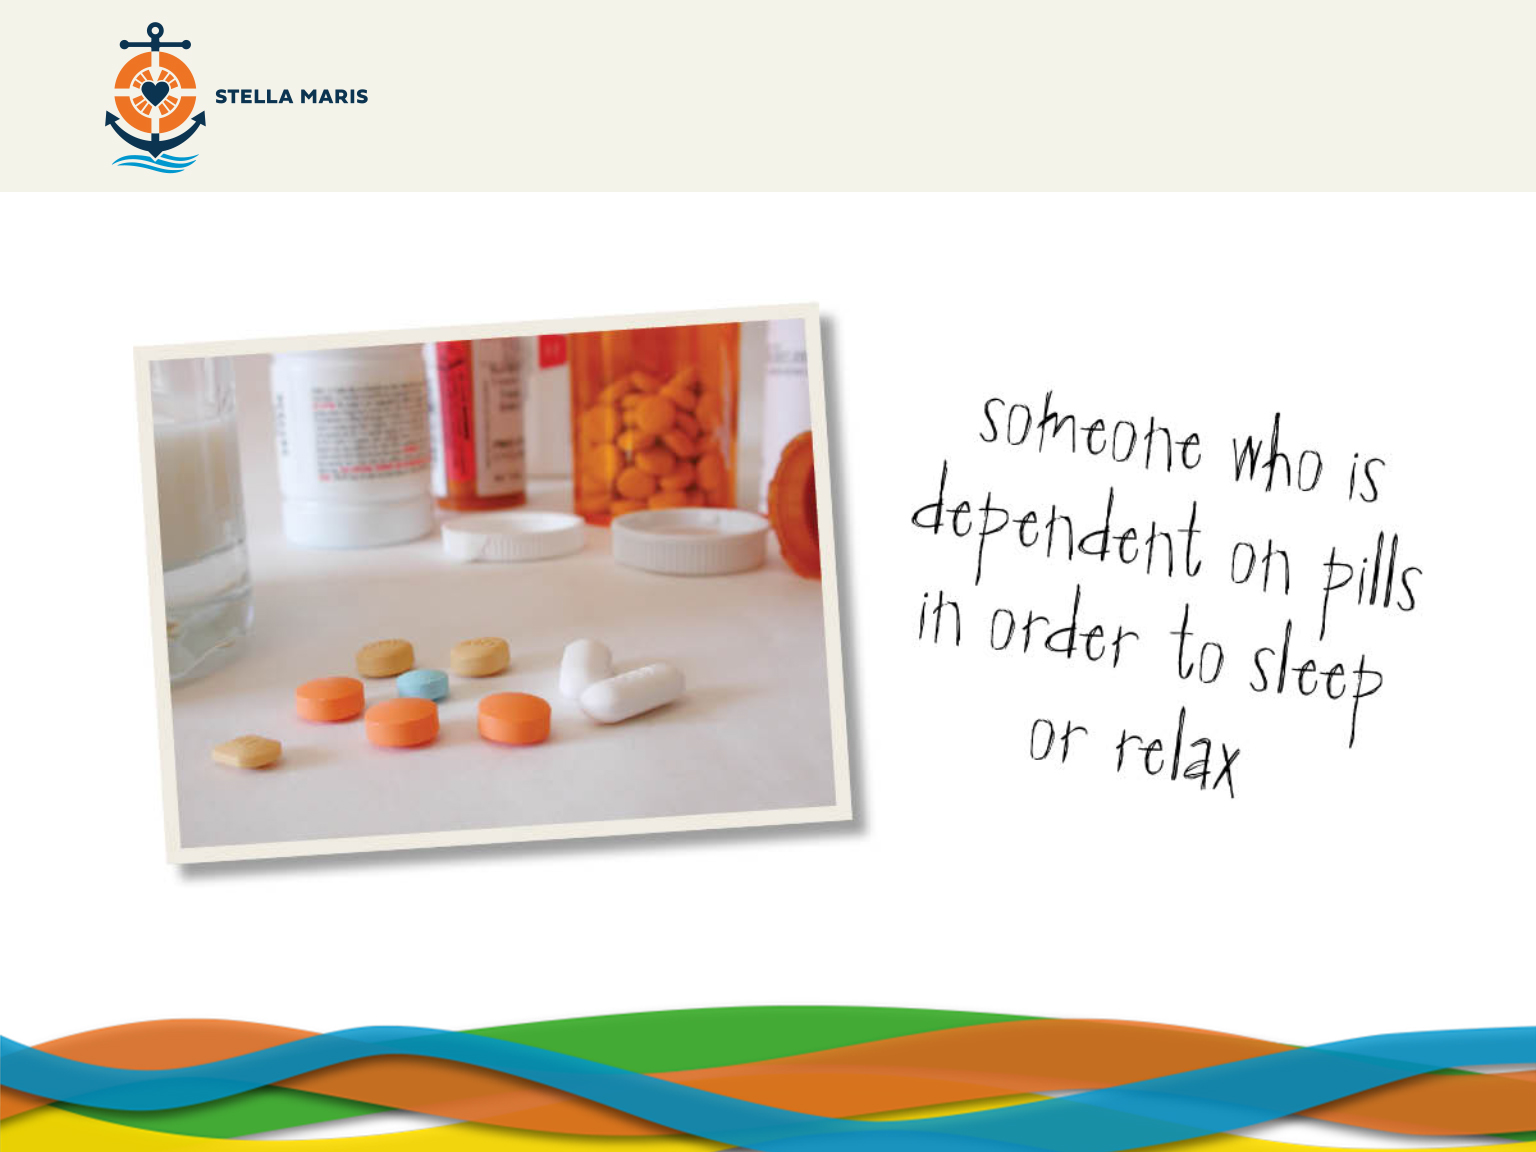 STELLA MARIS
someone who is
dependent on pills
in order to sleep
or relax